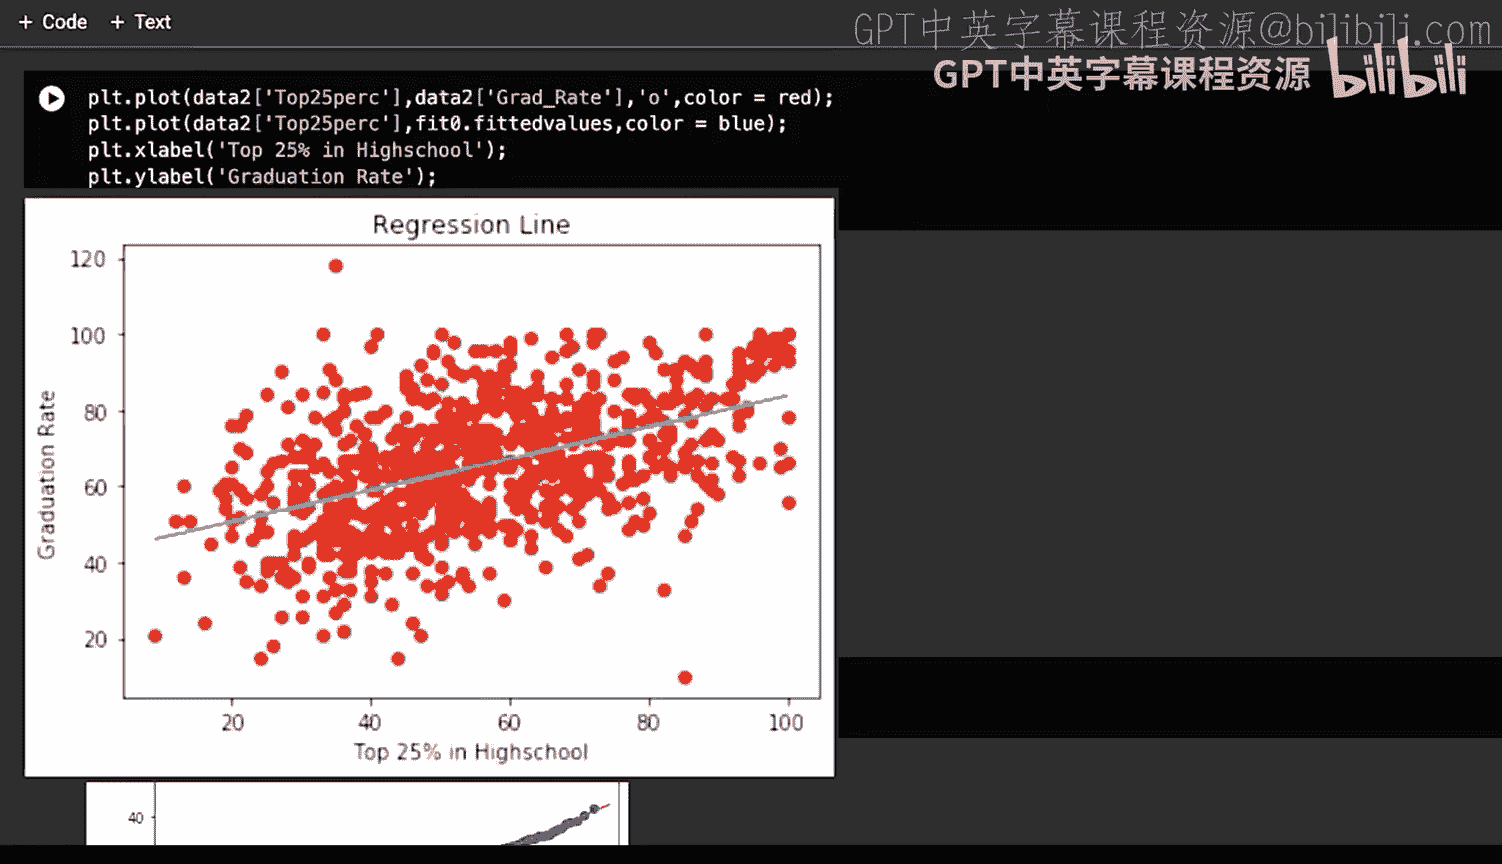 + Code + Text
GPT中英字幕课程资源@bilibili.com
GPT中英字幕课程资源 bilibili
plt.plot(data2['Top25perc'],data2['Grad_Rate'],'o',color = red);
plt.plot(data2['Top25perc'],fit0.fittedvalues,color = blue);
plt.xlabel('Top 25% in Highschool');
plt.ylabel('Graduation Rate');
Regression Line
120
100
80
60
40
20
Graduation Rate
20 40 60 80 100
Top 25% in Highschool
40